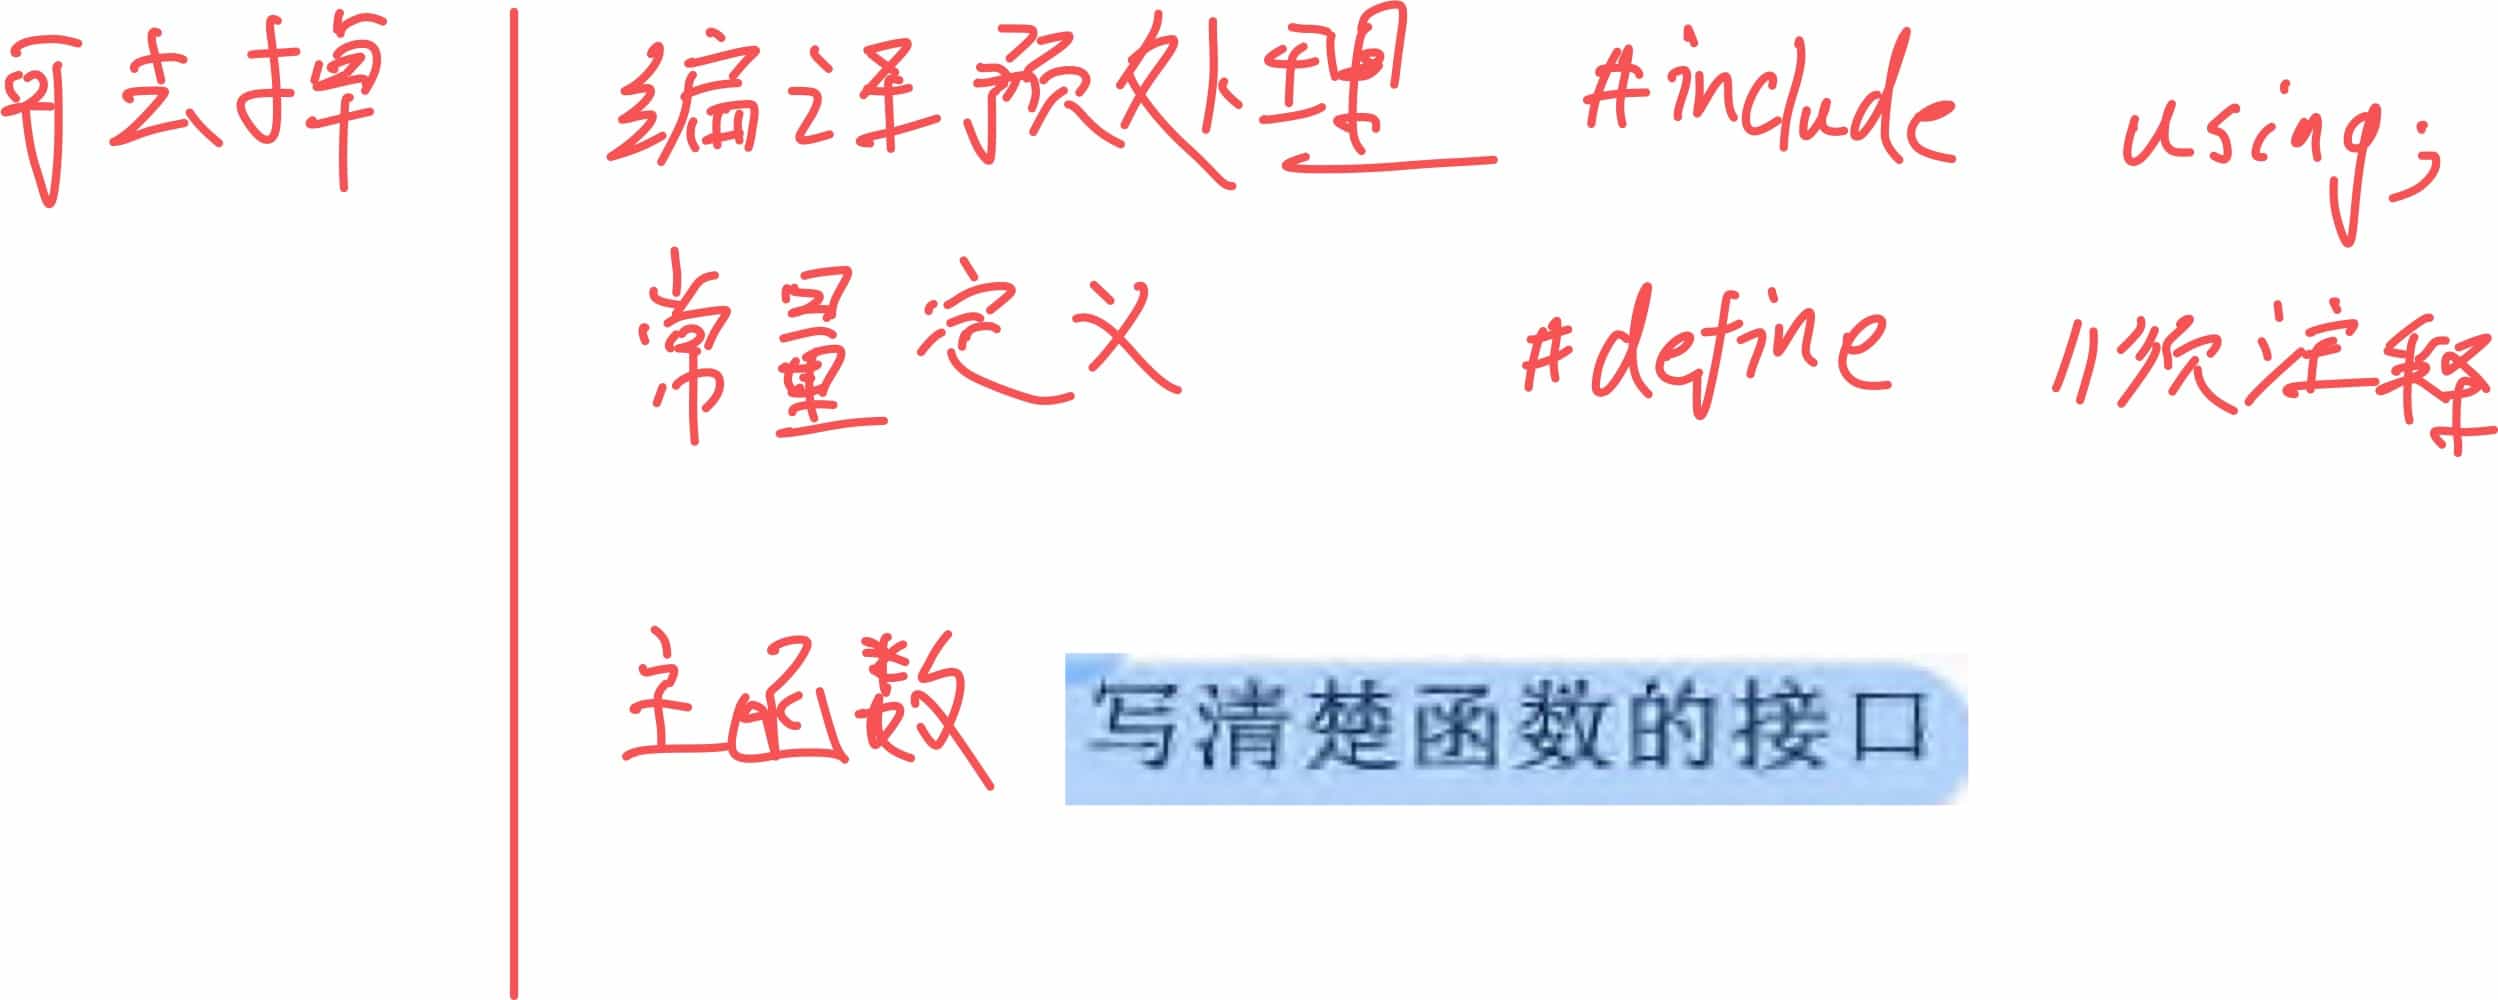 可去掉
编译预处理 #include using;
常量定义 #define //须注释
主函数 写清楚函数的接口